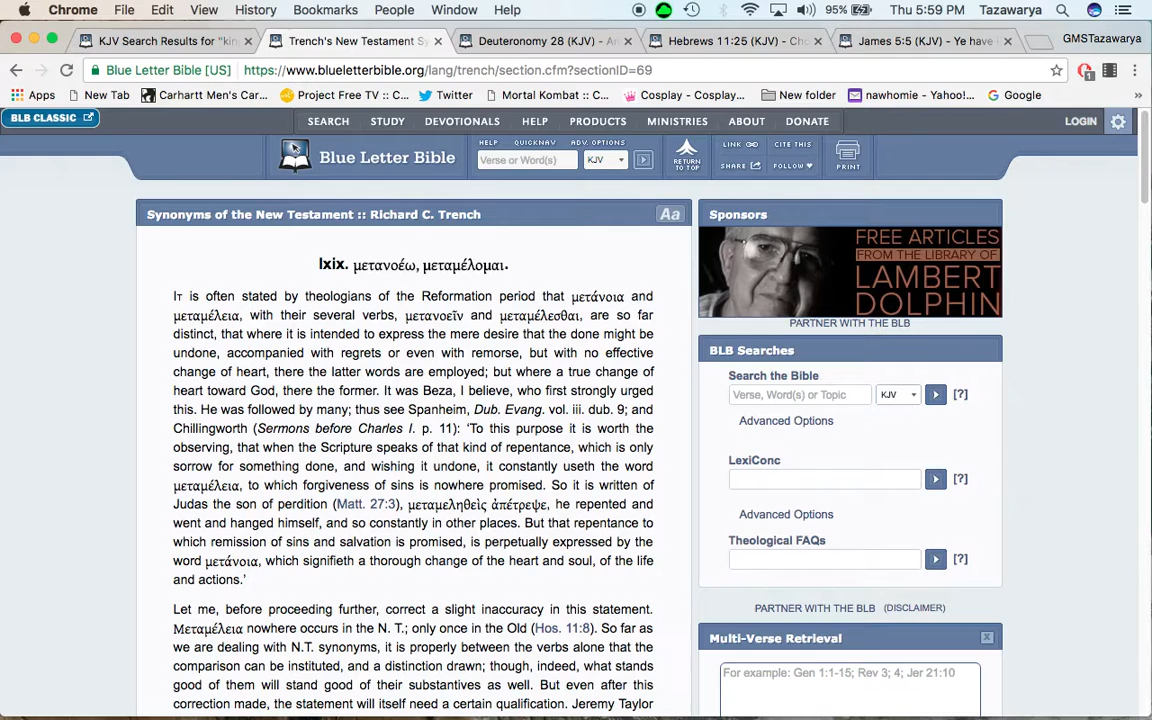 Chrome File Edit View History Bookmarks People Window Help 95% Thu 5:59 PM Tazawarya
KJV Search Results for "kin
Trench's New Testament Sy
Deuteronomy 28 (KJV) - A
Hebrews 11:25 (KJV) - Ch
James 5:5 (KJV) - Ye have
GMSTazawarya
Blue Letter Bible [US] https://www.blueletterbible.org/lang/trench/section.cfm?sectionID=69
Apps New Tab Carhartt Men's Car... Project Free TV :: C... Twitter Mortal Kombat :: C... Cosplay - Cosplay... New folder nawhomie - Yahoo!... Google »
BLB CLASSIC
SEARCH STUDY DEVOTIONALS HELP PRODUCTS MINISTRIES ABOUT DONATE LOGIN
Blue Letter Bible
HELP QUICKNAV ADV. OPTIONS
Verse or Word(s) KJV
RETURN TO TOP
LINK CITE THIS
SHARE FOLLOW
PRINT
Synonyms of the New Testament :: Richard C. Trench Aa
lxix. μετανοέω, μεταμέλομαι.
IT is often stated by theologians of the Reformation period that μετάνοια and
μεταμέλεια, with their several verbs, μετανοεῖν and μεταμέλεσθαι, are so far
distinct, that where it is intended to express the mere desire that the done might be
undone, accompanied with regrets or even with remorse, but with no effective
change of heart, there the latter words are employed; but where a true change of
heart toward God, there the former. It was Beza, I believe, who first strongly urged
this. He was followed by many; thus see Spanheim, Dub. Evang. vol. iii. dub. 9; and
Chillingworth (Sermons before Charles I. p. 11): ‘To this purpose it is worth the
observing, that when the Scripture speaks of that kind of repentance, which is only
sorrow for something done, and wishing it undone, it constantly useth the word
μεταμέλεια, to which forgiveness of sins is nowhere promised. So it is written of
Judas the son of perdition (Matt. 27:3), μεταμεληθεὶς ἀπέτρεψε, he repented and
went and hanged himself, and so constantly in other places. But that repentance to
which remission of sins and salvation is promised, is perpetually expressed by the
word μετάνοια, which signifieth a thorough change of the heart and soul, of the life
and actions.’
Let me, before proceeding further, correct a slight inaccuracy in this statement.
Μεταμέλεια nowhere occurs in the N. T.; only once in the Old (Hos. 11:8). So far as
we are dealing with N.T. synonyms, it is properly between the verbs alone that the
comparison can be instituted, and a distinction drawn; though, indeed, what stands
good of them will stand good of their substantives as well. But even after this
correction made, the statement will itself need a certain qualification. Jeremy Taylor
Sponsors
FREE ARTICLES
FROM THE LIBRARY OF
LAMBERT
DOLPHIN
PARTNER WITH THE BLB
BLB Searches
Search the Bible
Verse, Word(s) or Topic KJV [?]
Advanced Options
LexiConc
[?]
Advanced Options
Theological FAQs
[?]
PARTNER WITH THE BLB (DISCLAIMER)
Multi-Verse Retrieval x
For example: Gen 1:1-15; Rev 3; 4; Jer 21:10